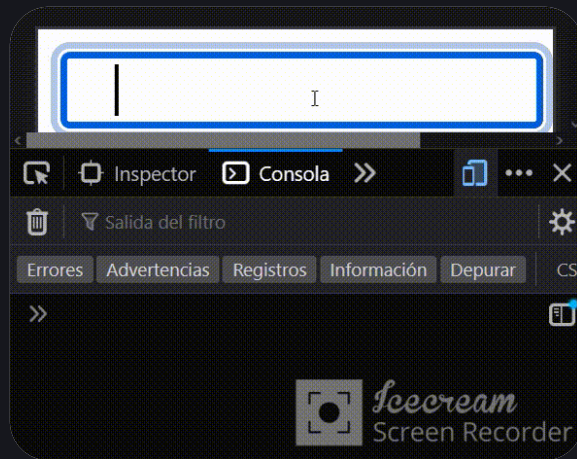 Inspector
Consola
Salida del filtro
Errores Advertencias Registros Información Depurar CS
Icecream
Screen Recorder